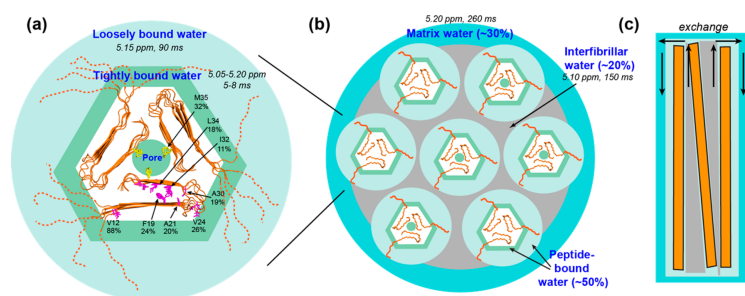 (a)
Loosely bound water
5.15 ppm, 90 ms
Tightly bound water
5.05-5.20 ppm
5-8 ms
M35
32%
L34
18%
I32
11%
Pore
A30
19%
V12
88%
F19
24%
A21
20%
V24
26%
(b)
5.20 ppm, 260 ms
Matrix water (~30%)
Interfibrillar
water (~20%)
5.10 ppm, 150 ms
Peptide-
bound
water (~50%)
(c)
exchange